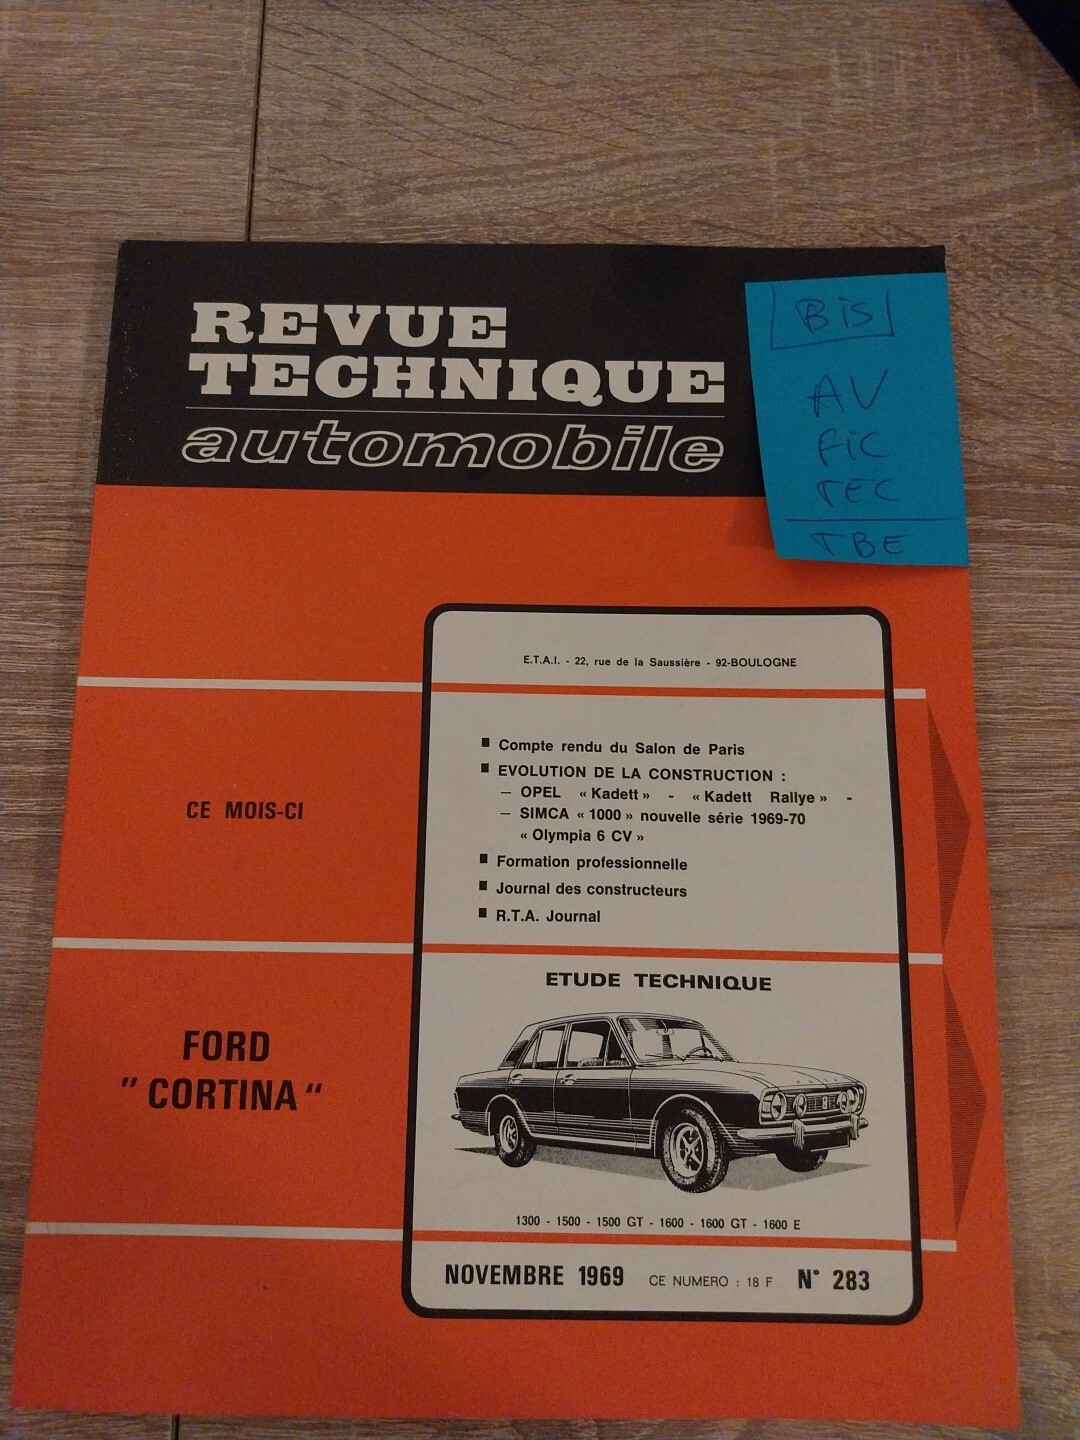 REVUE
TECHNIQUE
automobile
BiS
AV
FiC
TEC
TBE
E.T.A.I. - 22, rue de la Saussière - 92-BOULOGNE
CE MOIS-CI
■ Compte rendu du Salon de Paris
■ EVOLUTION DE LA CONSTRUCTION :
— OPEL « Kadett » - « Kadett Rallye » -
— SIMCA « 1000 » nouvelle série 1969-70
« Olympia 6 CV »
■ Formation professionnelle
■ Journal des constructeurs
■ R.T.A. Journal
FORD
"CORTINA"
ETUDE TECHNIQUE
1300 - 1500 - 1500 GT - 1600 - 1600 GT - 1600 E
NOVEMBRE 1969 CE NUMERO : 18 F N° 283